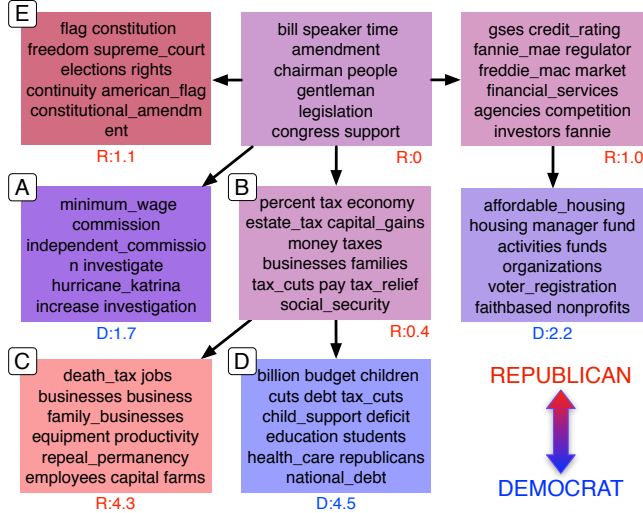 E
flag constitution
freedom supreme_court
elections rights
continuity american_flag
constitutional_amendm
ent
R:1.1
bill speaker time
amendment
chairman people
gentleman
legislation
congress support
R:0
gses credit_rating
fannie_mae regulator
freddie_mac market
financial_services
agencies competition
investors fannie
R:1.0
A
minimum_wage
commission
independent_commissio
n investigate
hurricane_katrina
increase investigation
D:1.7
B
percent tax economy
estate_tax capital_gains
money taxes
businesses families
tax_cuts pay tax_relief
social_security
R:0.4
affordable_housing
housing manager fund
activities funds
organizations
voter_registration
faithbased nonprofits
D:2.2
C
death_tax jobs
businesses business
family_businesses
equipment productivity
repeal_permanency
employees capital farms
R:4.3
D
billion budget children
cuts debt tax_cuts
child_support deficit
education students
health_care republicans
national_debt
D:4.5
REPUBLICAN
DEMOCRAT